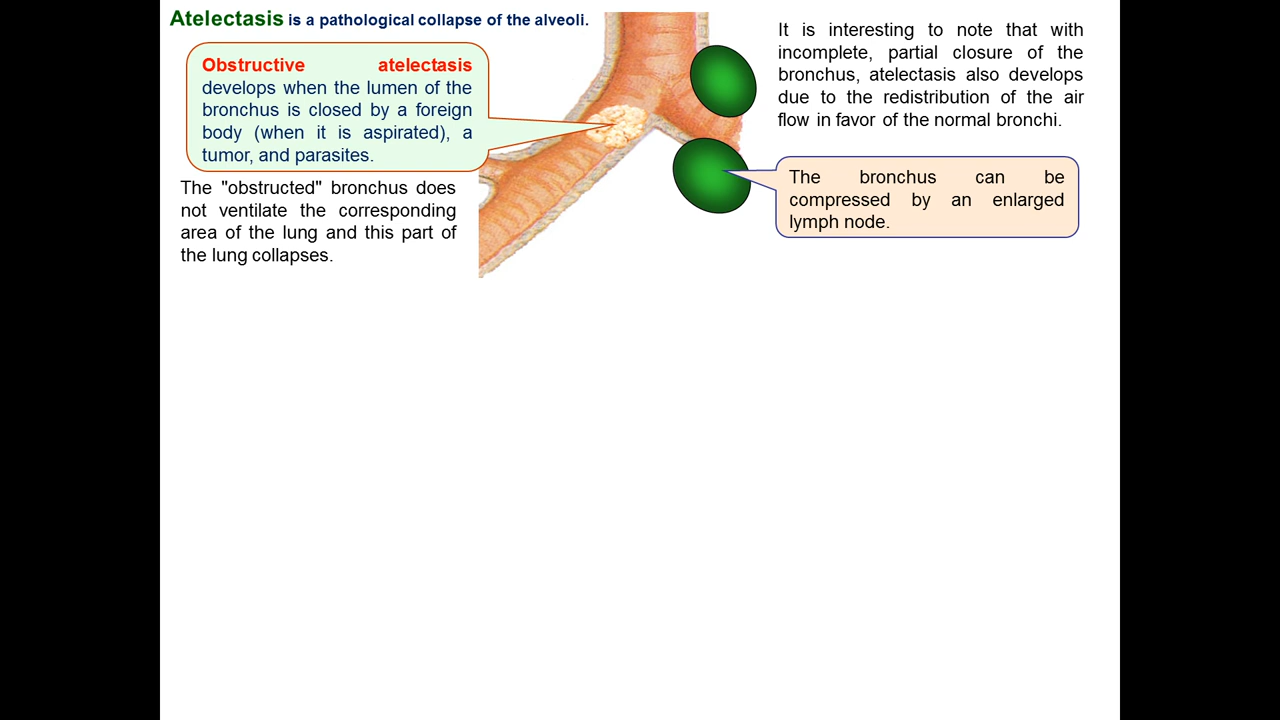 Atelectasis is a pathological collapse of the alveoli.
Obstructive atelectasis
develops when the lumen of the
bronchus is closed by a foreign
body (when it is aspirated), a
tumor, and parasites.
The "obstructed" bronchus does
not ventilate the corresponding
area of the lung and this part of
the lung collapses.
It is interesting to note that with
incomplete, partial closure of the
bronchus, atelectasis also develops
due to the redistribution of the air
flow in favor of the normal bronchi.
The bronchus can be
compressed by an enlarged
lymph node.